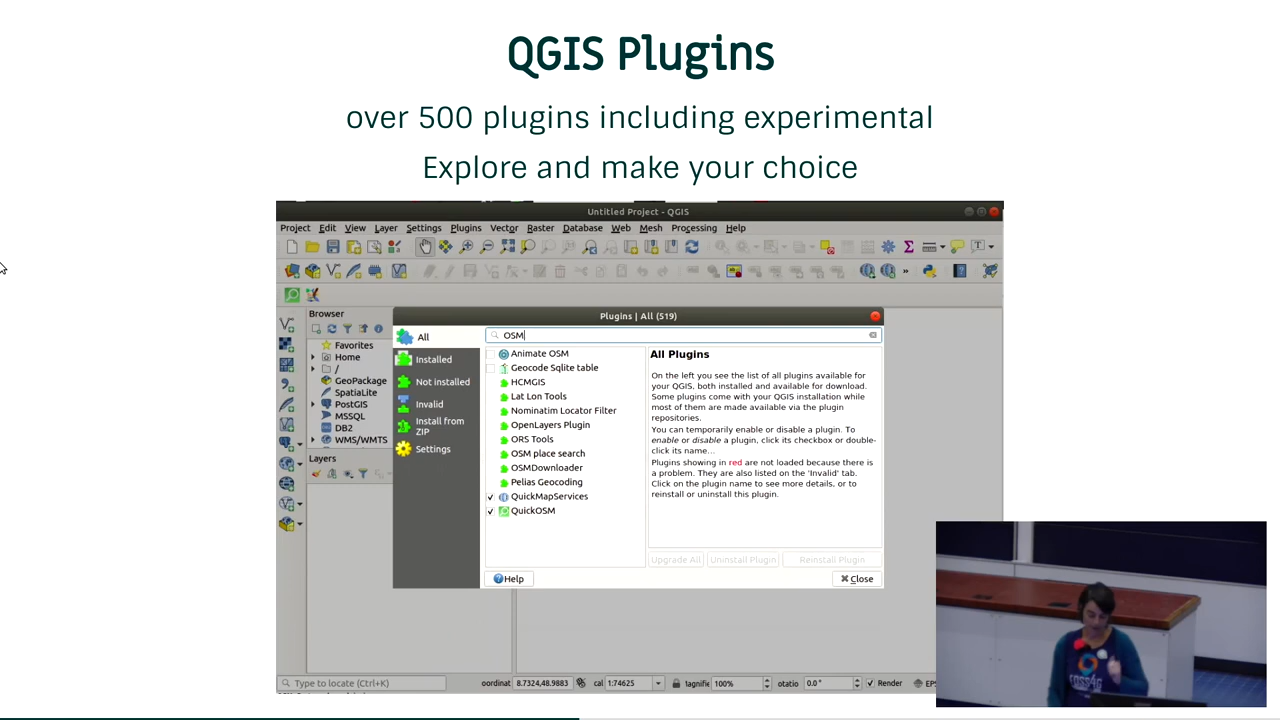 QGIS Plugins
over 500 plugins including experimental
Explore and make your choice
Untitled Project - QGIS
Project Edit View Layer Settings Plugins Vector Raster Database Web Mesh Processing Help
Browser
Favorites
Home
/
GeoPackage
SpatiaLite
PostGIS
MSSQL
DB2
WMS/WMTS
Layers
Plugins | All (519)
All
Installed
Not installed
Invalid
Install from
ZIP
Settings
OSM
Animate OSM
Geocode Sqlite table
HCMGIS
Lat Lon Tools
Nominatim Locator Filter
OpenLayers Plugin
ORS Tools
OSM place search
OSMDownloader
Pelias Geocoding
QuickMapServices
QuickOSM
All Plugins
On the left you see the list of all plugins available for
your QGIS, both installed and available for download.
Some plugins come with your QGIS installation while
most of them are made available via the plugin
repositories.
You can temporarily enable or disable a plugin. To
enable or disable a plugin, click its checkbox or double-
click its name...
Plugins showing in red are not loaded because there is
a problem. They are also listed on the 'Invalid' tab.
Click on the plugin name to see more details, or to
reinstall or uninstall this plugin.
Upgrade All Uninstall Plugin Reinstall Plugin
Help Close
Type to locate (Ctrl+K) oordinat 8.7324,48.9883 cal 1:74625 lagnifie 100% otatio 0.0° Render EPS
FOSS4G